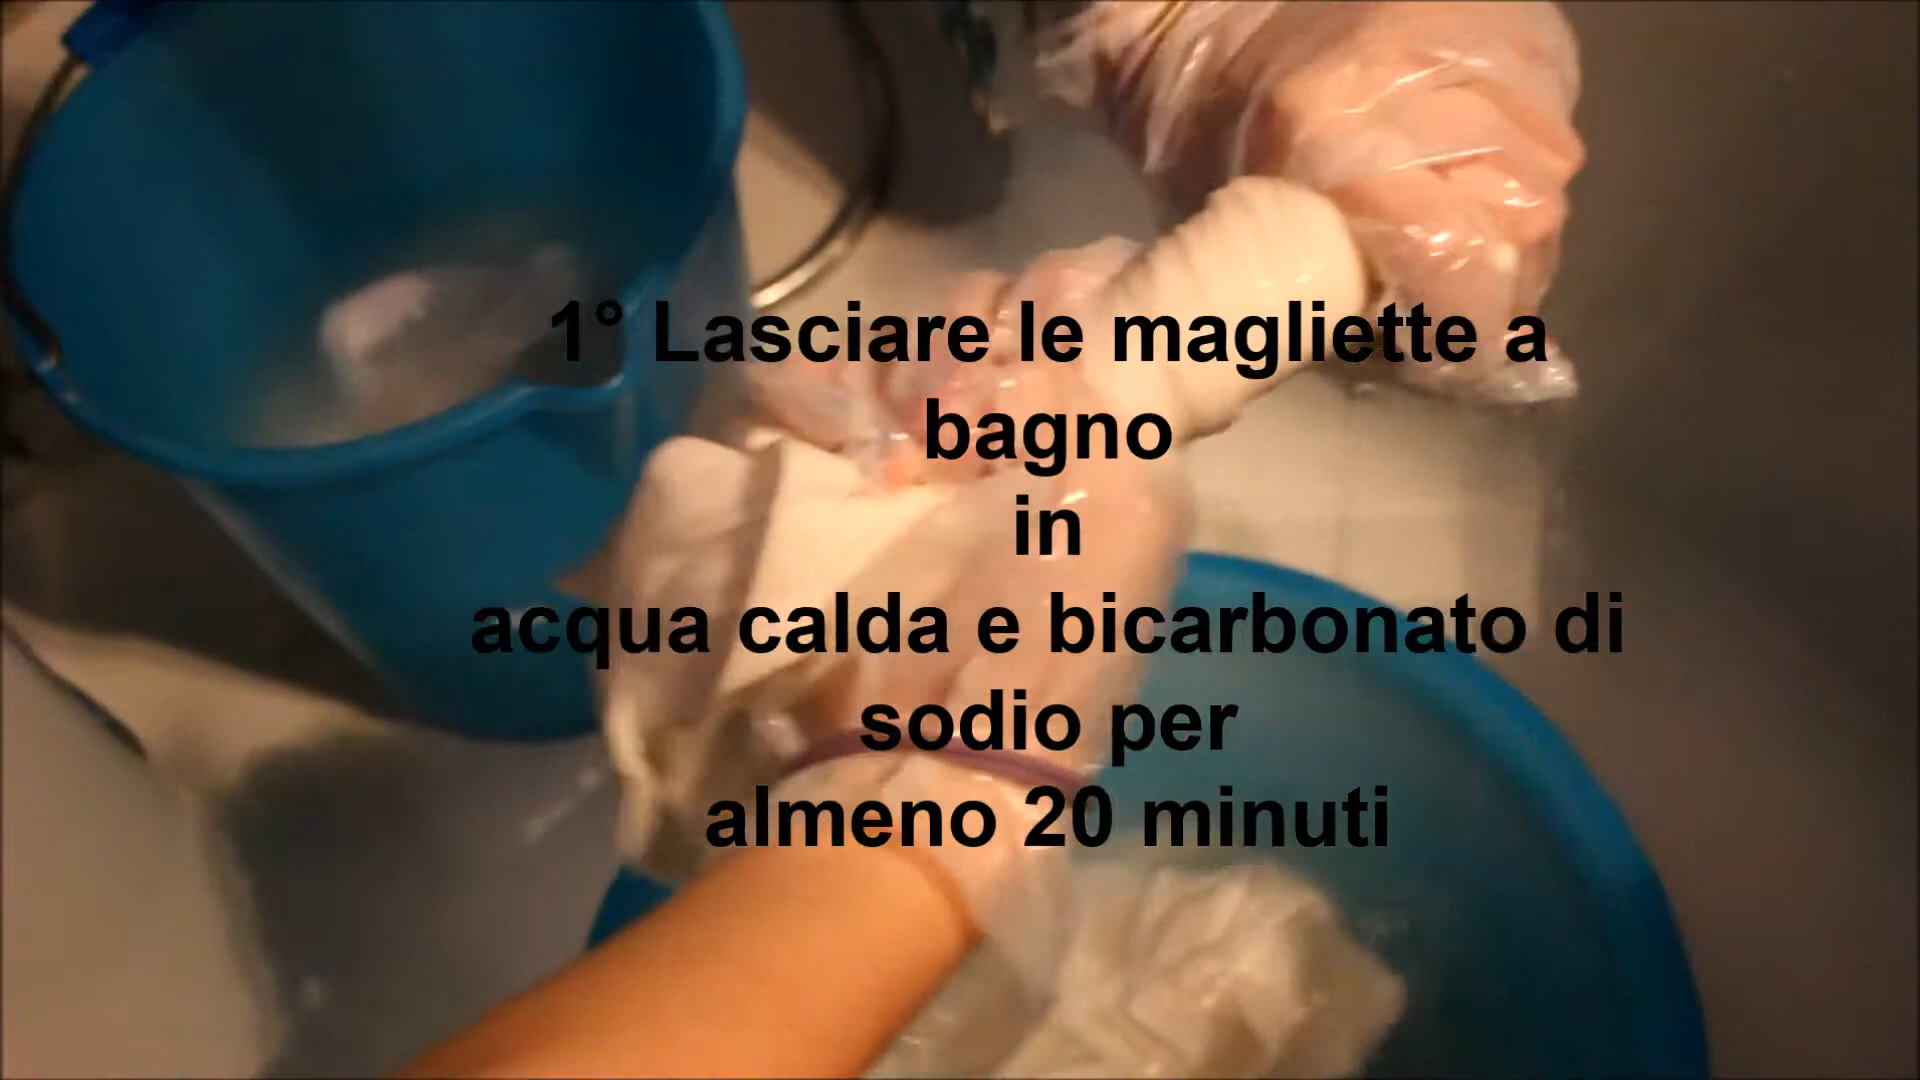 1° Lasciare le magliette a
bagno
in
acqua calda e bicarbonato di
sodio per
almeno 20 minuti